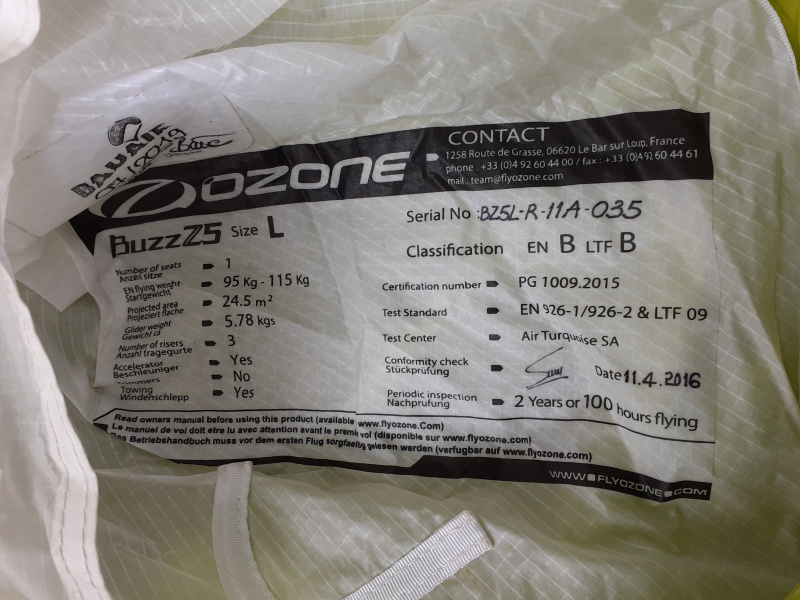 BAUAIR
OZONE
CONTACT
1258 Route de Grasse, 06620 Le Bar sur Loup, France
phone : +33 (0)4 92 60 44 00 / fax : +33 (0)4 92 60 44 61
mail : team@flyozone.com
BuzzZ5 Size L
Number of seats
Anzahl sitze
1
EN flying weight
Startgewicht
95 Kg - 115 Kg
Projected area
Projeziert flache
24.5 m²
Glider weight
Gewicht ca
5.78 kgs
Number of risers
Anzahl tragegurte
3
Accelerator
Beschleuniger
Yes
Trimmers
No
Towing
Windenschlepp
Yes
Serial No : BZ5L-R-11A-035
Classification EN B LTF B
Certification number PG 1009.2015
Test Standard EN 926-1/926-2 & LTF 09
Test Center Air Turquoise SA
Conformity check
Stückprüfung
Date 11.4.2016
Periodic inspection
Nachprufung
2 Years or 100 hours flying
Read owners manual before using this product (available www.flyozone.Com)
Le manuel de vol doit être lu avec attention avant le premier vol (disponible sur www.flyozone.com)
Das Betriebshandbuch muss vor dem ersten Flug sorgfaeltig gelesen werden (verfugbar auf www.flyozone.com)
WWW.FLYOZONE.COM